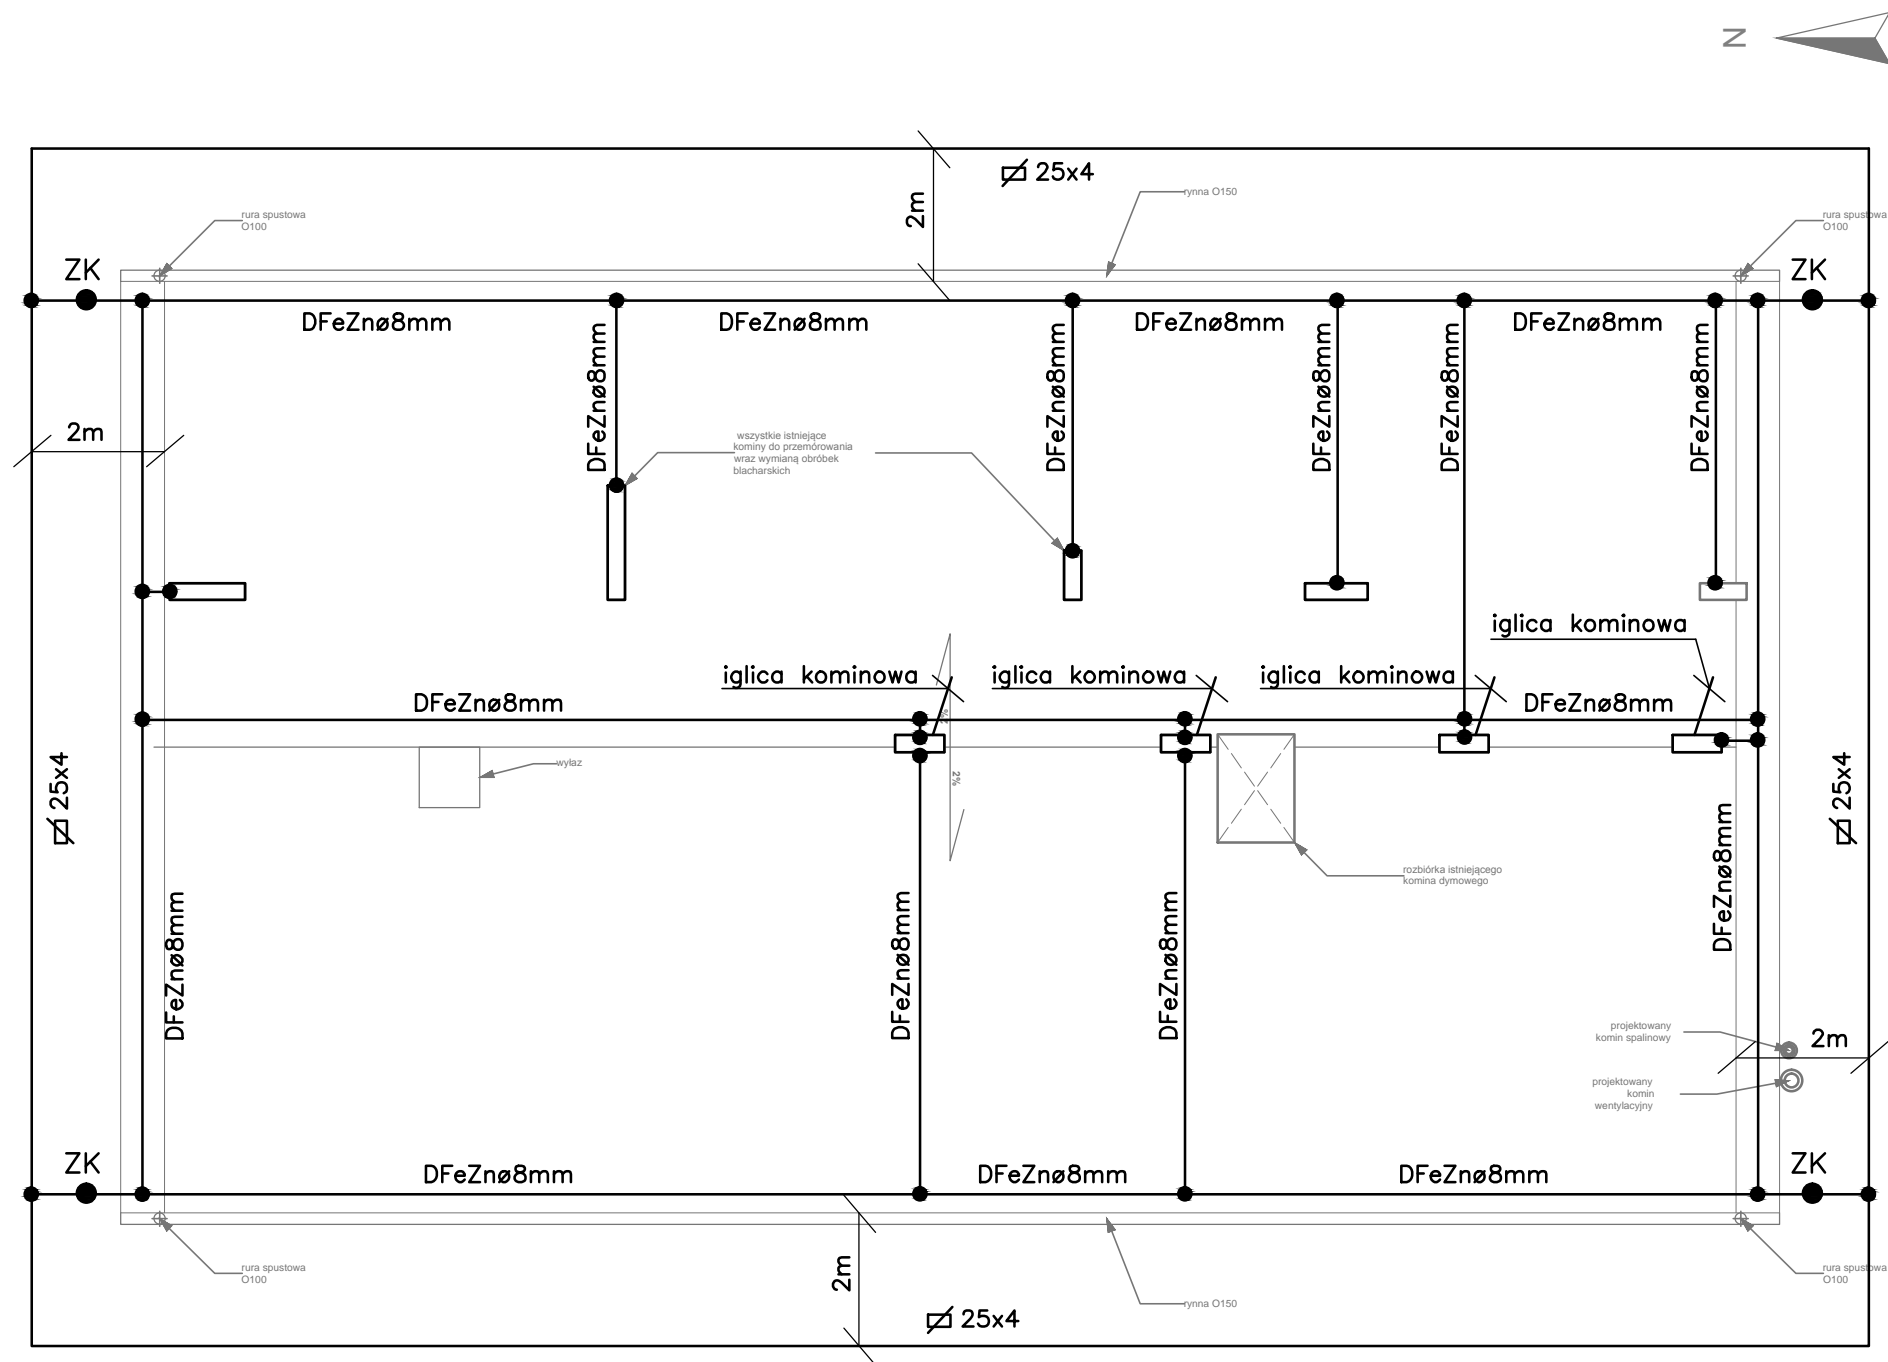 N
25x4
2m
rynna O150
rura spustowa
O100
rura spustowa
O100
ZK
ZK
DFeZnø8mm
DFeZnø8mm
DFeZnø8mm
DFeZnø8mm
DFeZnø8mm
DFeZnø8mm
DFeZnø8mm
DFeZnø8mm
DFeZnø8mm
2m
wszystkie istniejące
kominy do przemórowania
wraz wymianą obróbek
blacharskich
iglica kominowa
iglica kominowa
iglica kominowa
iglica kominowa
DFeZnø8mm
DFeZnø8mm
2%
2%
wyłaz
25x4
25x4
rozbiórka istniejącego
komina dymowego
DFeZnø8mm
DFeZnø8mm
DFeZnø8mm
DFeZnø8mm
projektowany
komin spalinowy
2m
projektowany
komin
wentylacyjny
ZK
ZK
DFeZnø8mm
DFeZnø8mm
DFeZnø8mm
rura spustowa
O100
2m
rura spustowa
O100
rynna O150
25x4